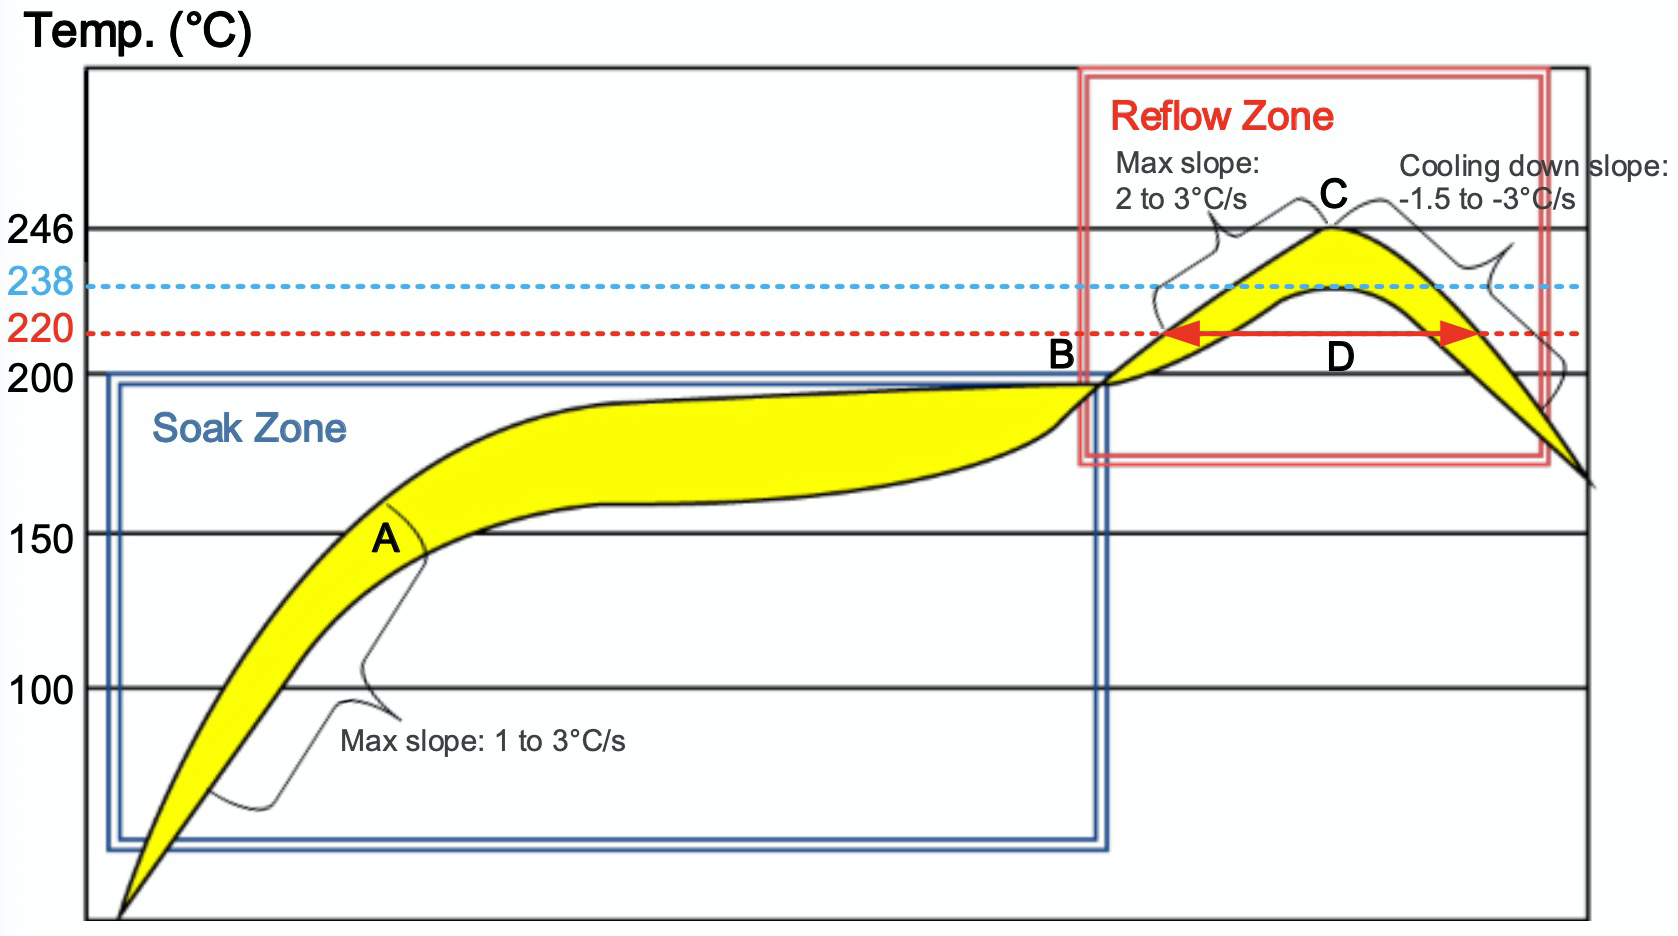 Temp. (°C)
Reflow Zone
Max slope:
2 to 3°C/s
C
Cooling down slope:
-1.5 to -3°C/s
246
238
220
B
D
200
Soak Zone
A
150
100
Max slope: 1 to 3°C/s